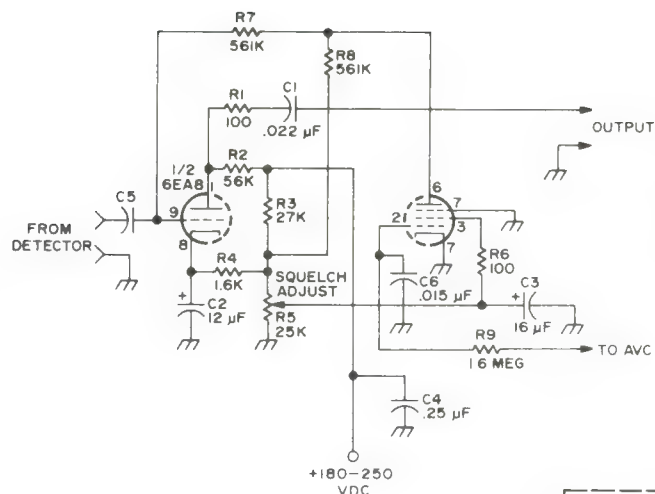 R7
561K
R8
561K
R1
100
C1
.022 µF
OUTPUT
1/2
6EA8
1
R2
56K
6
C5
9
R3
27K
7
2
3
FROM
DETECTOR
8
R4
1.6K
7
R6
100
SQUELCH
ADJUST
C6
.015 µF
C3
+
16 µF
+
C2
12 µF
R5
25K
R9
1 6 MEG
TO AVC
C4
.25 µF
+180-250
VDC